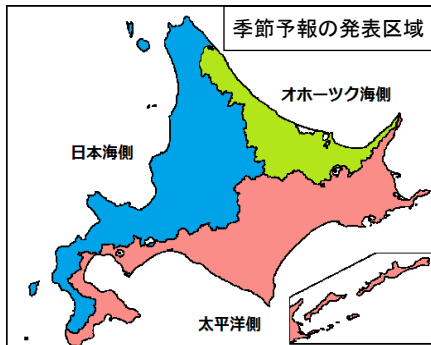 季節予報の発表区域
オホーツク海側
日本海側
太平洋側